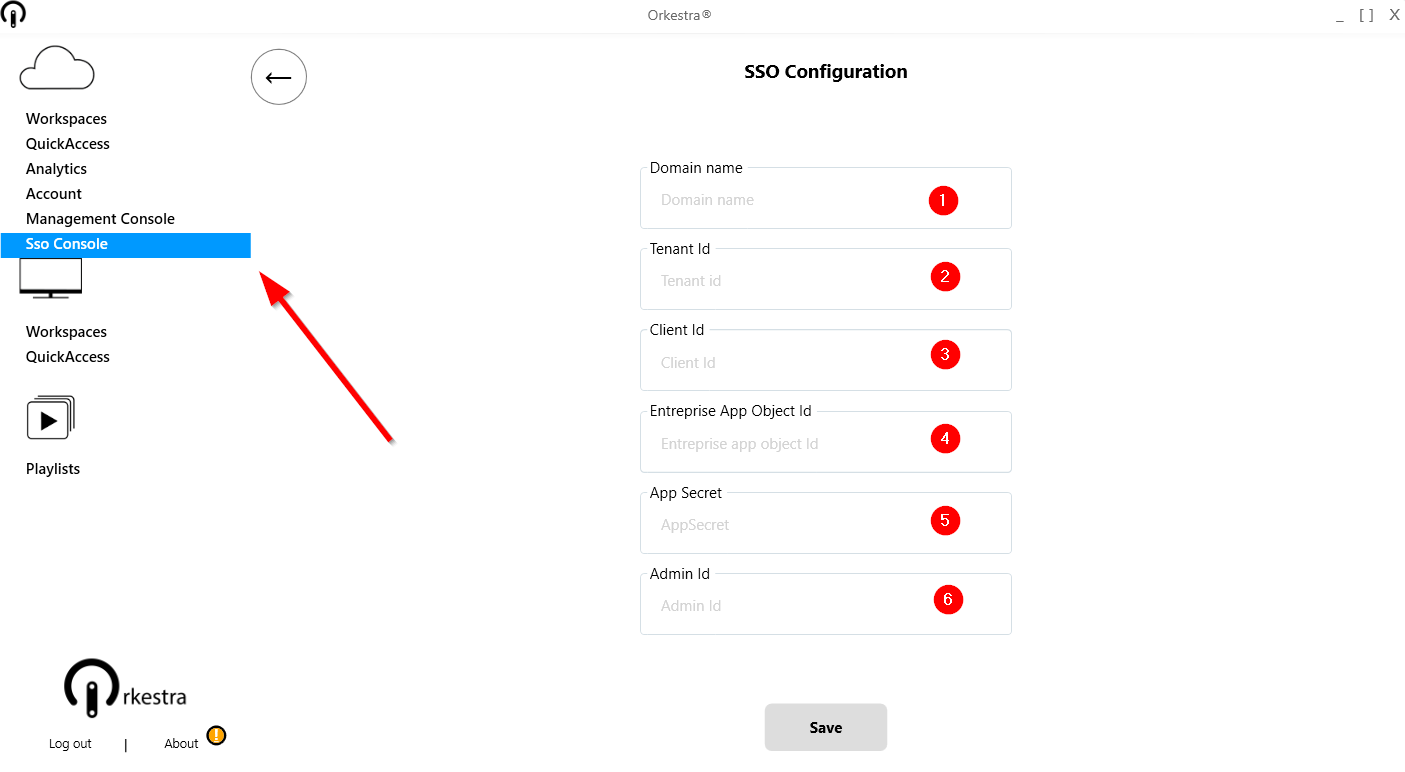 Orkestra®
_ [ ] X
Workspaces
QuickAccess
Analytics
Account
Management Console
Sso Console
Workspaces
QuickAccess
Playlists
rkestra
Log out | About !
SSO Configuration
Domain name
Domain name 1
Tenant Id
Tenant id 2
Client Id
Client Id 3
Entreprise App Object Id
Entreprise app object Id 4
App Secret
AppSecret 5
Admin Id
Admin Id 6
Save